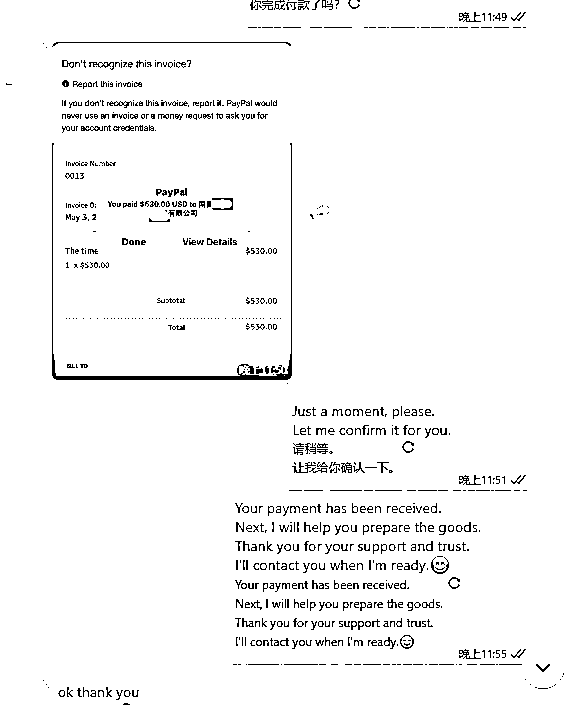 你完成付款了吗?
晚上11:49
Don't recognize this invoice?
Report this invoice
If you don't recognize this invoice, report it. PayPal would
never use an invoice or a money request to ask you for
your account credentials.
Invoice Number
0013
PayPal
Invoice D:
You paid $530.00 USD to
有限公司
May 3, 2
Done View Details
The time $530.00
1 x $530.00
Subtotal $530.00
Total $530.00
BILL TO
Just a moment, please.
Let me confirm it for you.
请稍等。
让我给你确认一下。
晚上11:51
Your payment has been received.
Next, I will help you prepare the goods.
Thank you for your support and trust.
I'll contact you when I'm ready.😊
Your payment has been received.
Next, I will help you prepare the goods.
Thank you for your support and trust.
I'll contact you when I'm ready.😊
晚上11:55
ok thank you